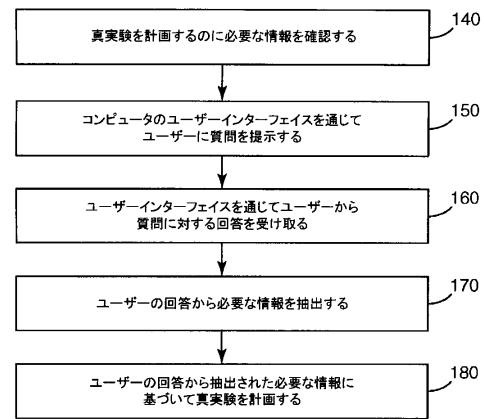 真実験を計画するのに必要な情報を確認する
140
コンピュータのユーザーインターフェイスを通じて
ユーザーに質問を提示する
150
ユーザーインターフェイスを通じてユーザーから
質問に対する回答を受け取る
160
ユーザーの回答から必要な情報を抽出する
170
ユーザーの回答から抽出された必要な情報に
基づいて真実験を計画する
180